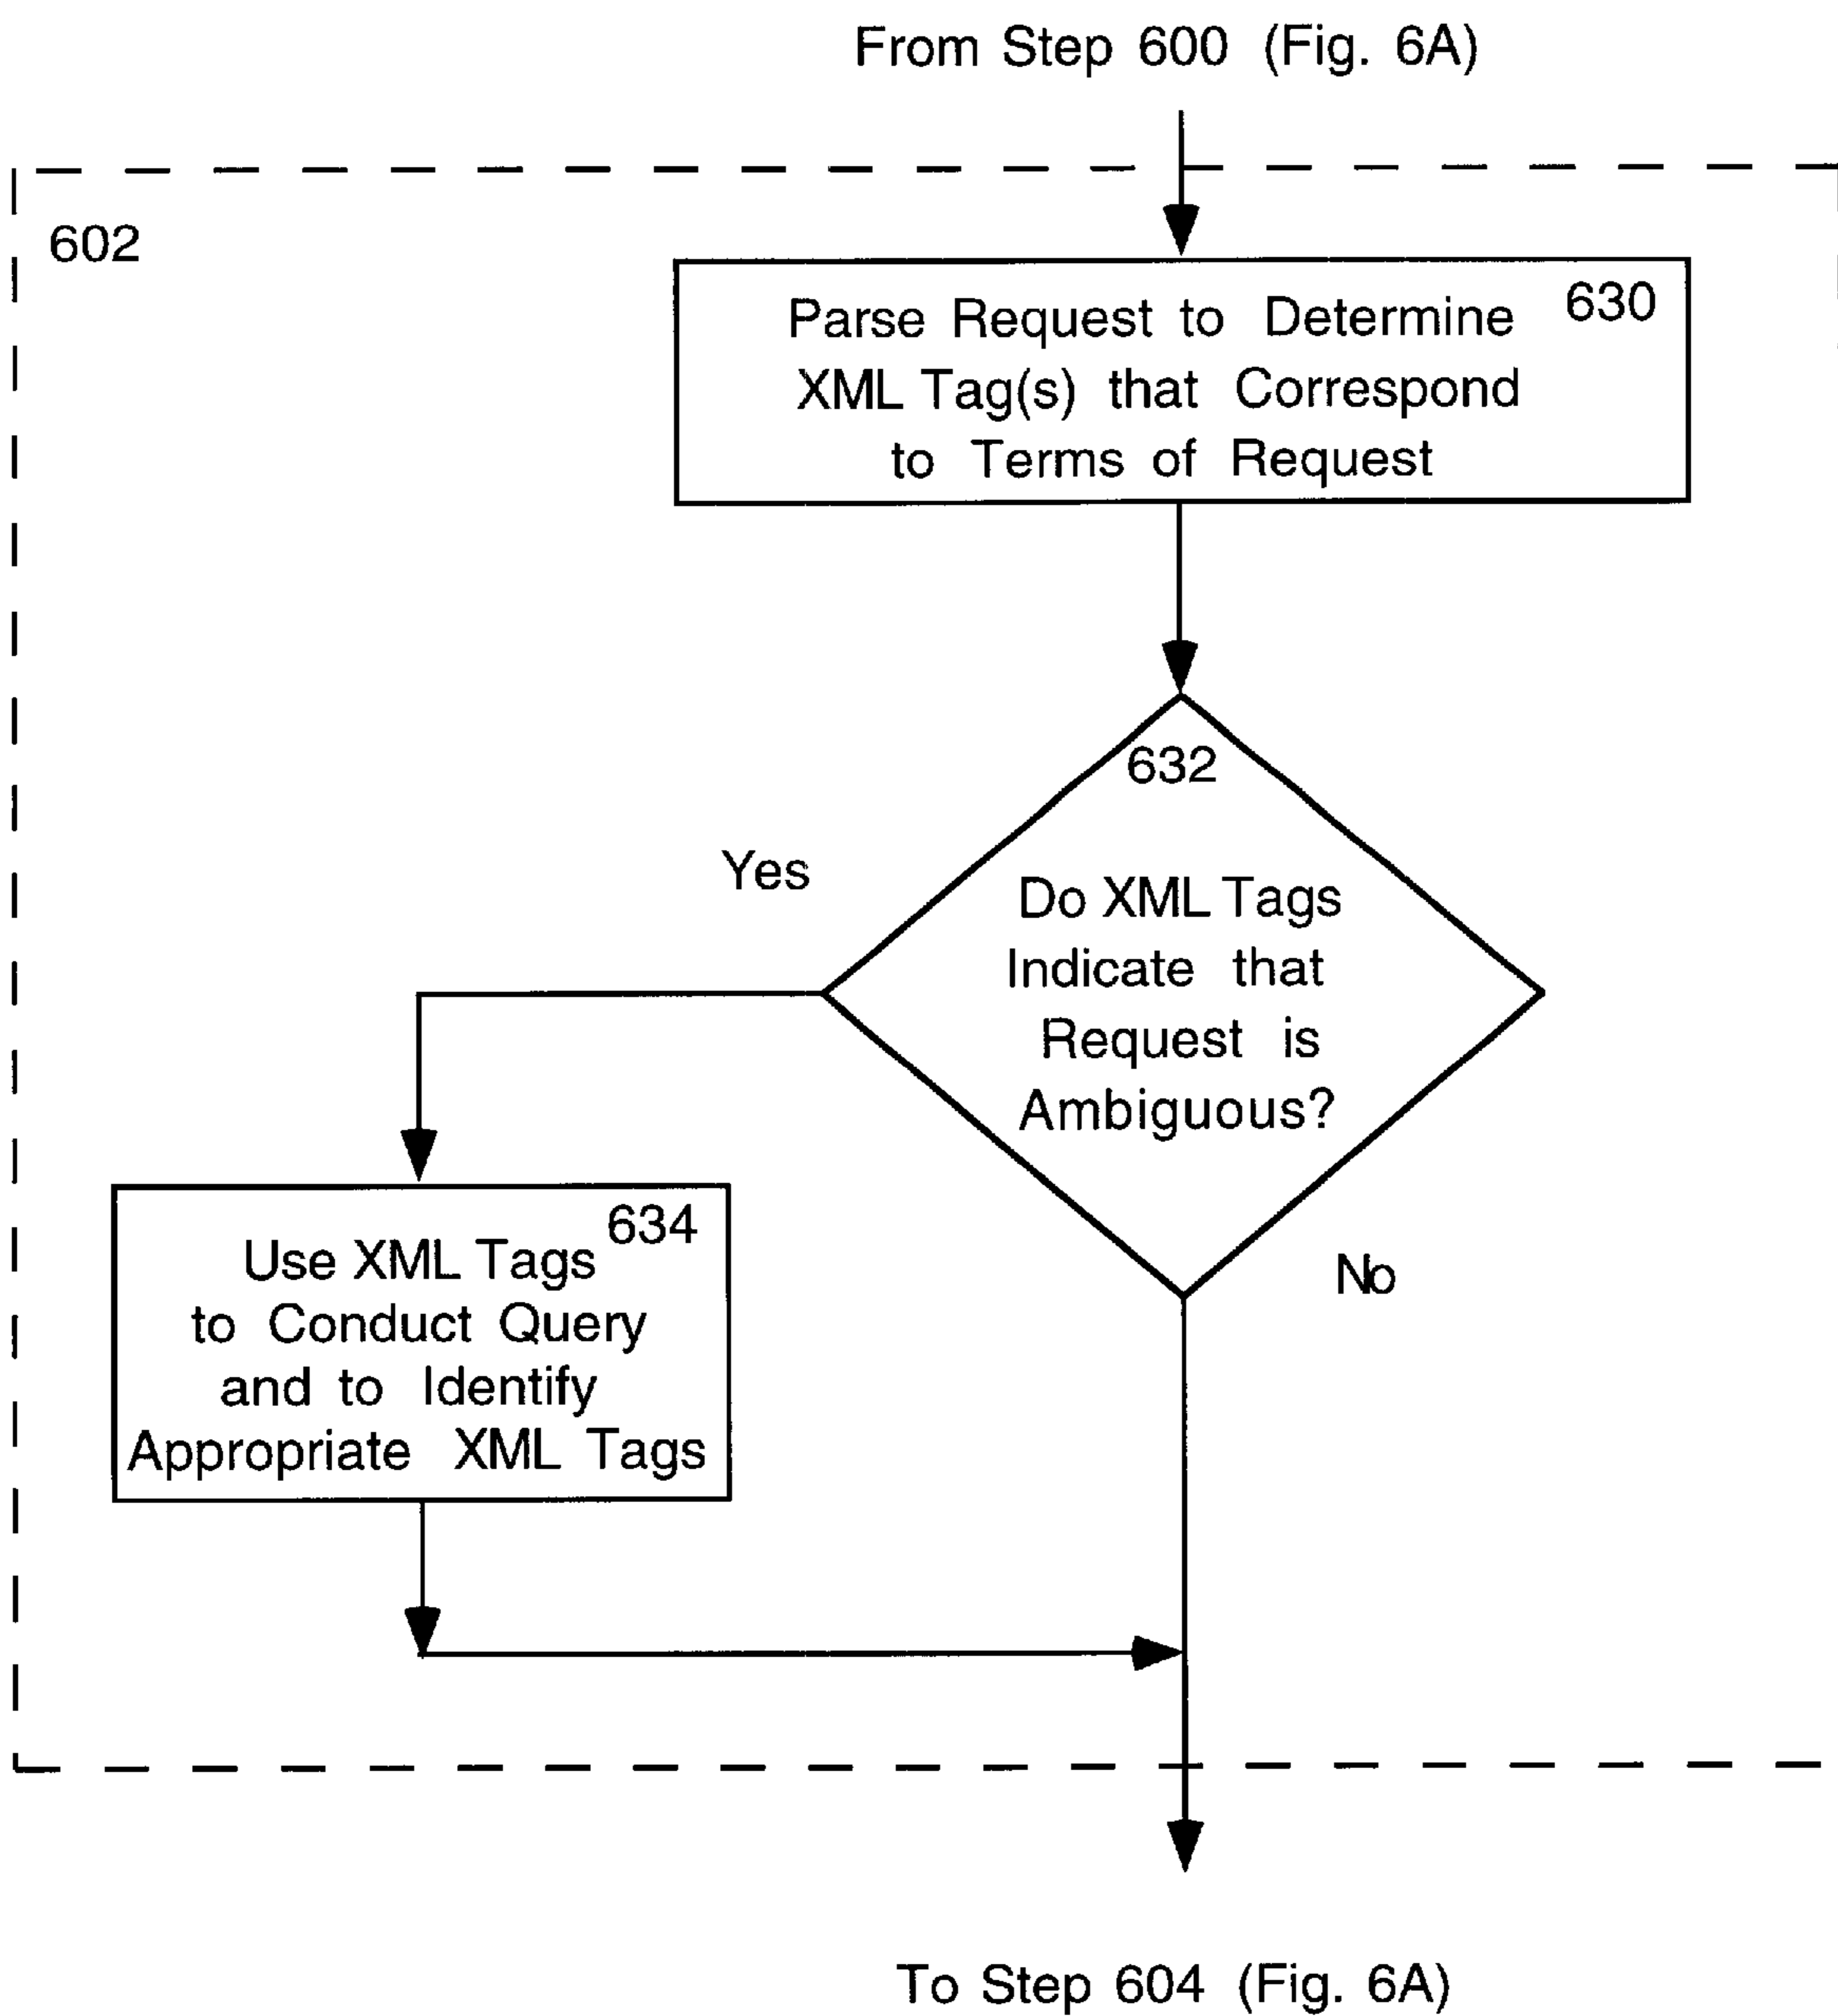 From Step 600 (Fig. 6A)
602
630
Parse Request to Determine
XML Tag(s) that Correspond
to Terms of Request
632
Yes
Do XML Tags
Indicate that
Request is
Ambiguous?
No
634
Use XML Tags
to Conduct Query
and to Identify
Appropriate XML Tags
To Step 604 (Fig. 6A)